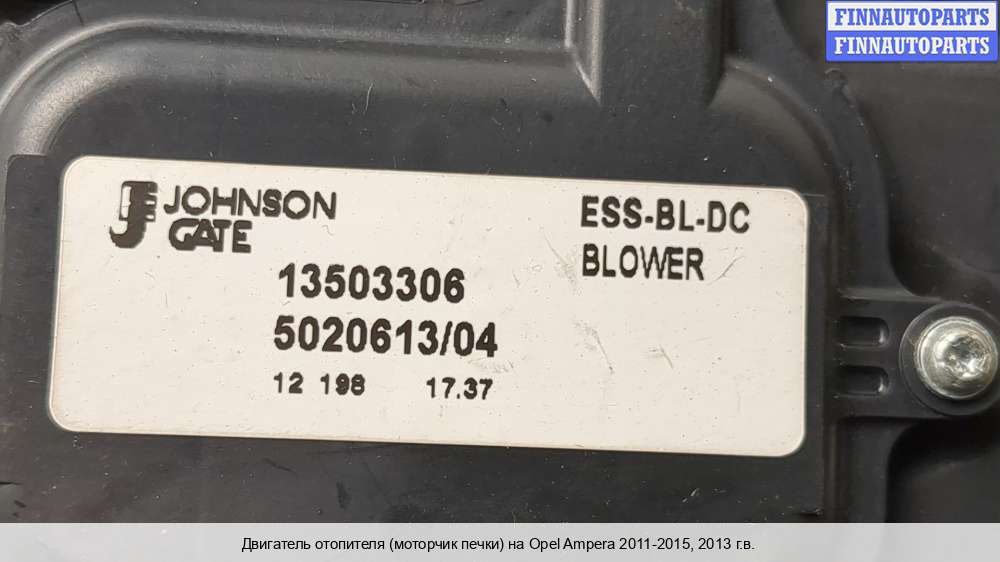 FINNAUTOPARTS
FINNAUTOPARTS
JOHNSON
GATE
ESS-BL-DC
BLOWER
13503306
5020613/04
12 198 17.37
Двигатель отопителя (моторчик печки) на Opel Ampera 2011-2015, 2013 г.в.